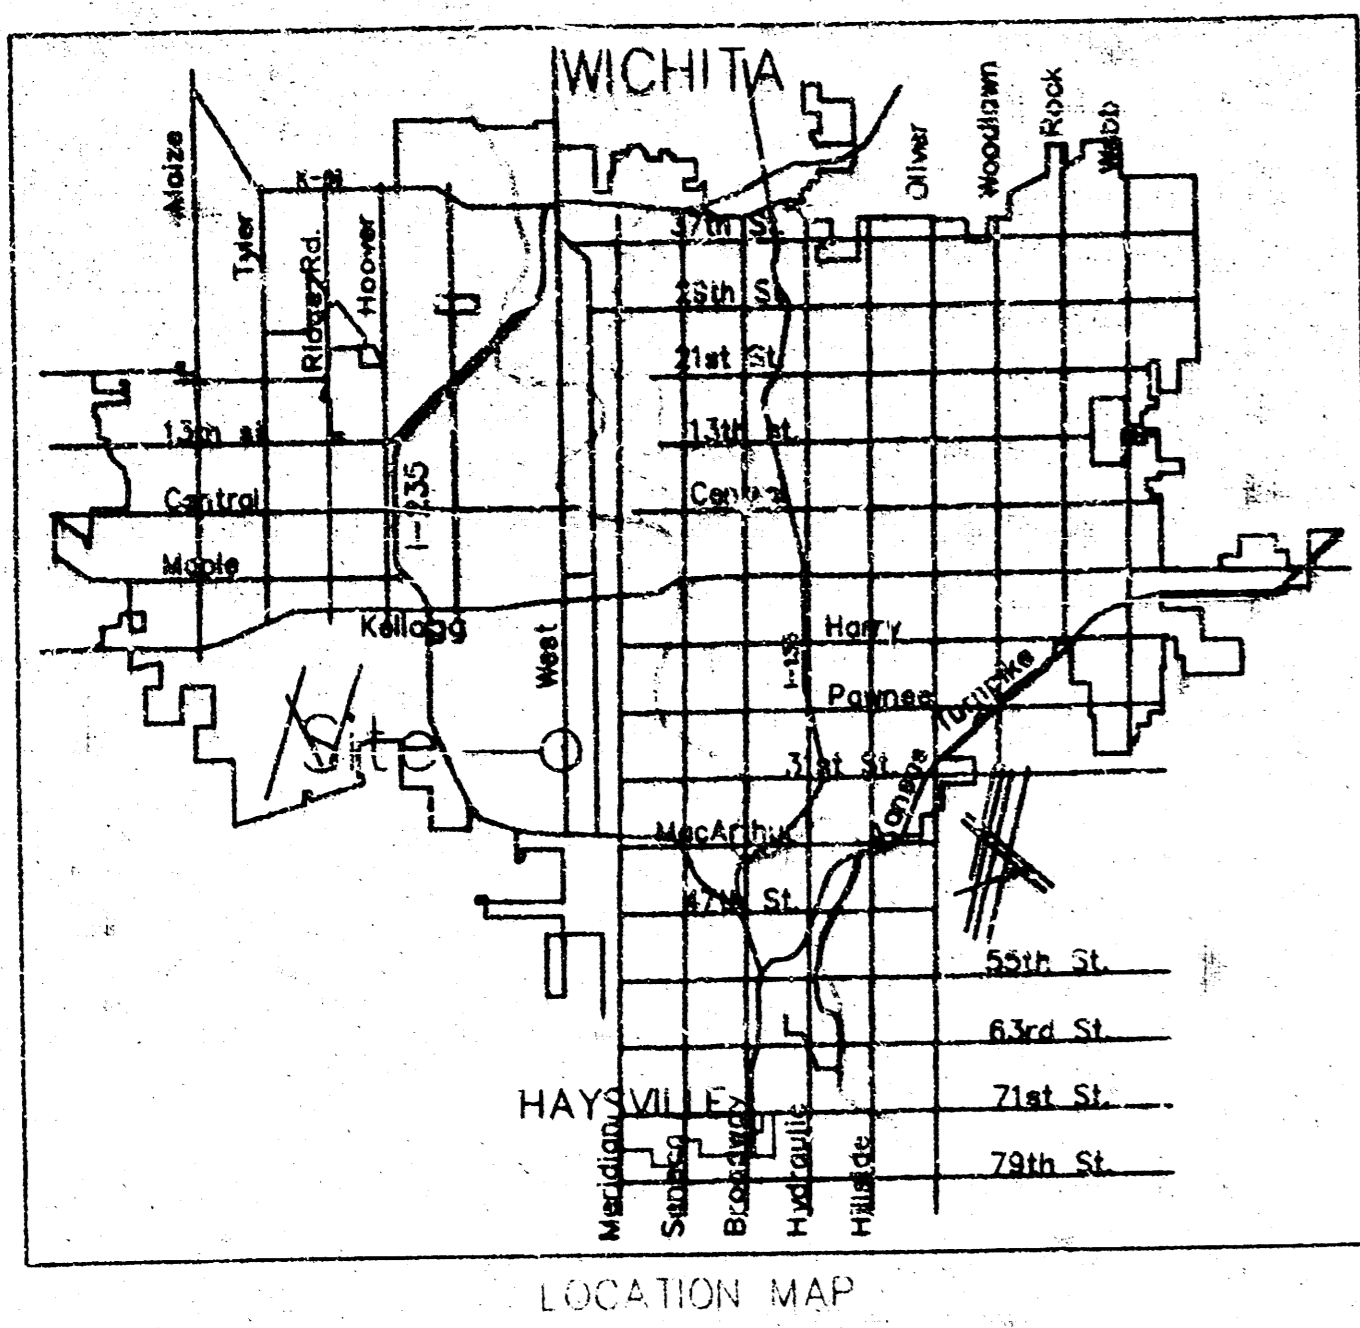 WICHITA
Maize
Tyler
Ridge Rd.
Hoover
Oliver
Woodlawn
Rock
Webb
37th St.
29th St.
21st St.
13th st.
13th st.
Central
Central
I-235
Maple
Kellogg
West
Harry
I-135
Pawnee
Kansas Turnpike
Site
31st St.
MacArthur
47th St.
55th St.
63rd St.
HAYSVILLE
71st St.
79th St.
Meridian
Seneca
Broadway
Hydraulic
Hillside
LOCATION MAP